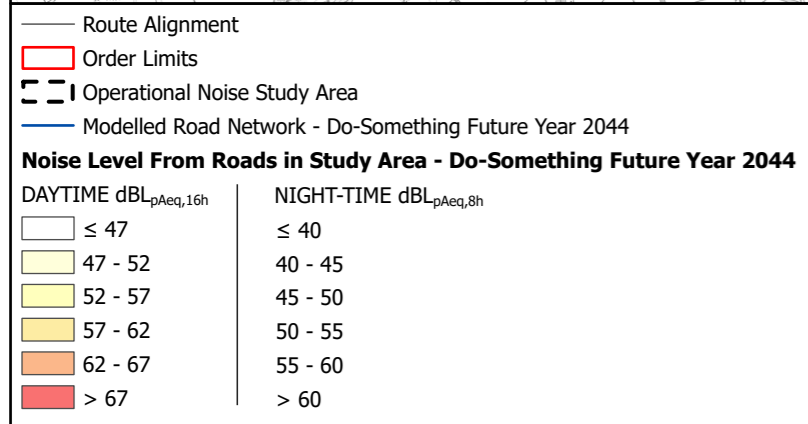 Route Alignment
Order Limits
Operational Noise Study Area
Modelled Road Network - Do-Something Future Year 2044
Noise Level From Roads in Study Area - Do-Something Future Year 2044
DAYTIME dBLpAeq,16h NIGHT-TIME dBLpAeq,8h
≤ 47 ≤ 40
47 - 52 40 - 45
52 - 57 45 - 50
57 - 62 50 - 55
62 - 67 55 - 60
> 67 > 60